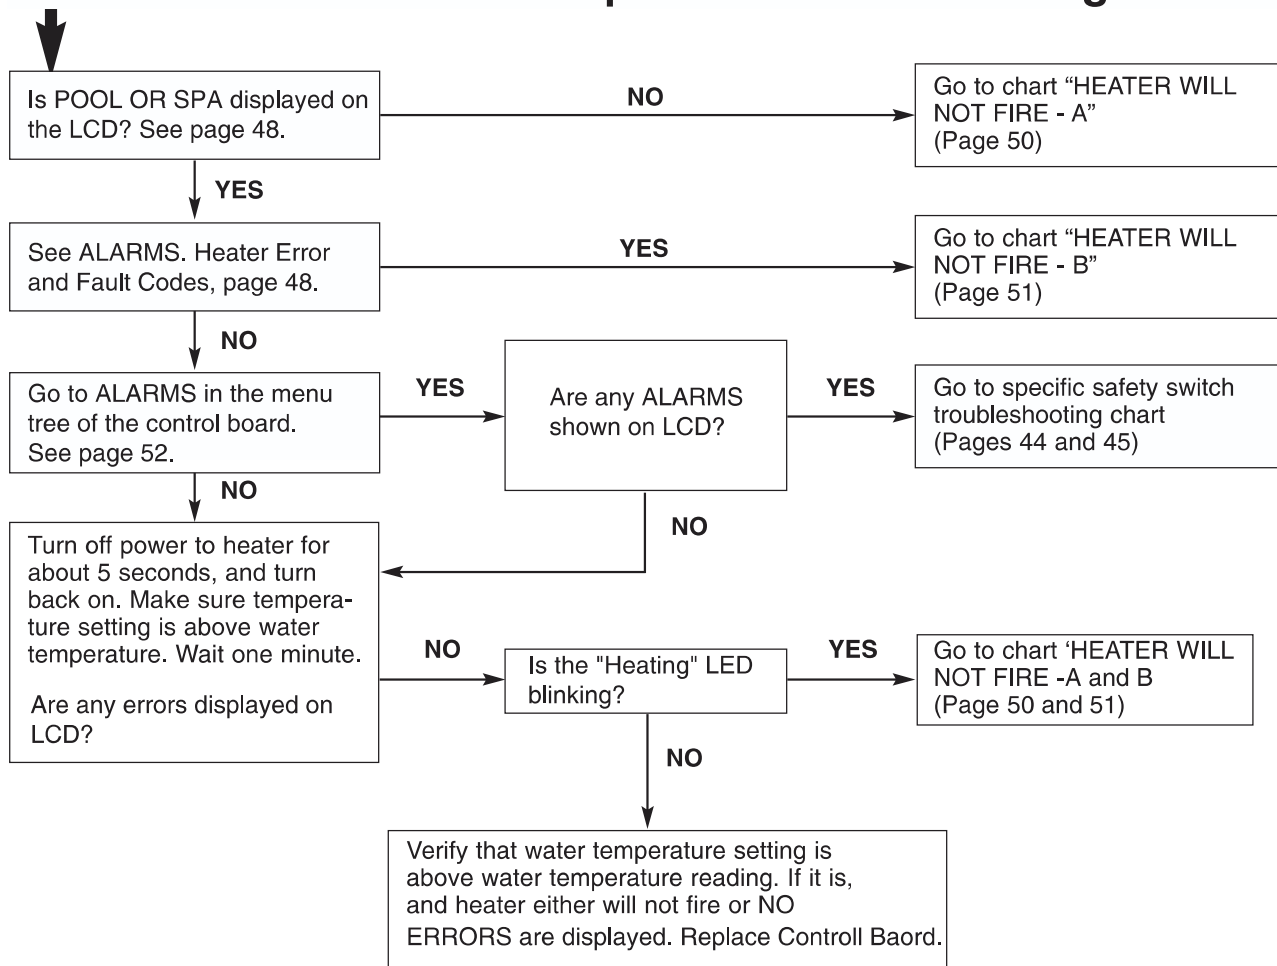 Is POOL OR SPA displayed on
the LCD? See page 48.
NO
Go to chart “HEATER WILL
NOT FIRE - A”
(Page 50)
YES
See ALARMS. Heater Error
and Fault Codes, page 48.
YES
Go to chart “HEATER WILL
NOT FIRE - B”
(Page 51)
NO
Go to ALARMS in the menu
tree of the control board.
See page 52.
YES
Are any ALARMS
shown on LCD?
YES
Go to specific safety switch
troubleshooting chart
(Pages 44 and 45)
NO
NO
Turn off power to heater for
about 5 seconds, and turn
back on. Make sure tempera-
ture setting is above water
temperature. Wait one minute.
Are any errors displayed on
LCD?
NO
Is the "Heating" LED
blinking?
YES
Go to chart ‘HEATER WILL
NOT FIRE -A and B
(Page 50 and 51)
NO
Verify that water temperature setting is
above water temperature reading. If it is,
and heater either will not fire or NO
ERRORS are displayed. Replace Controll Baord.